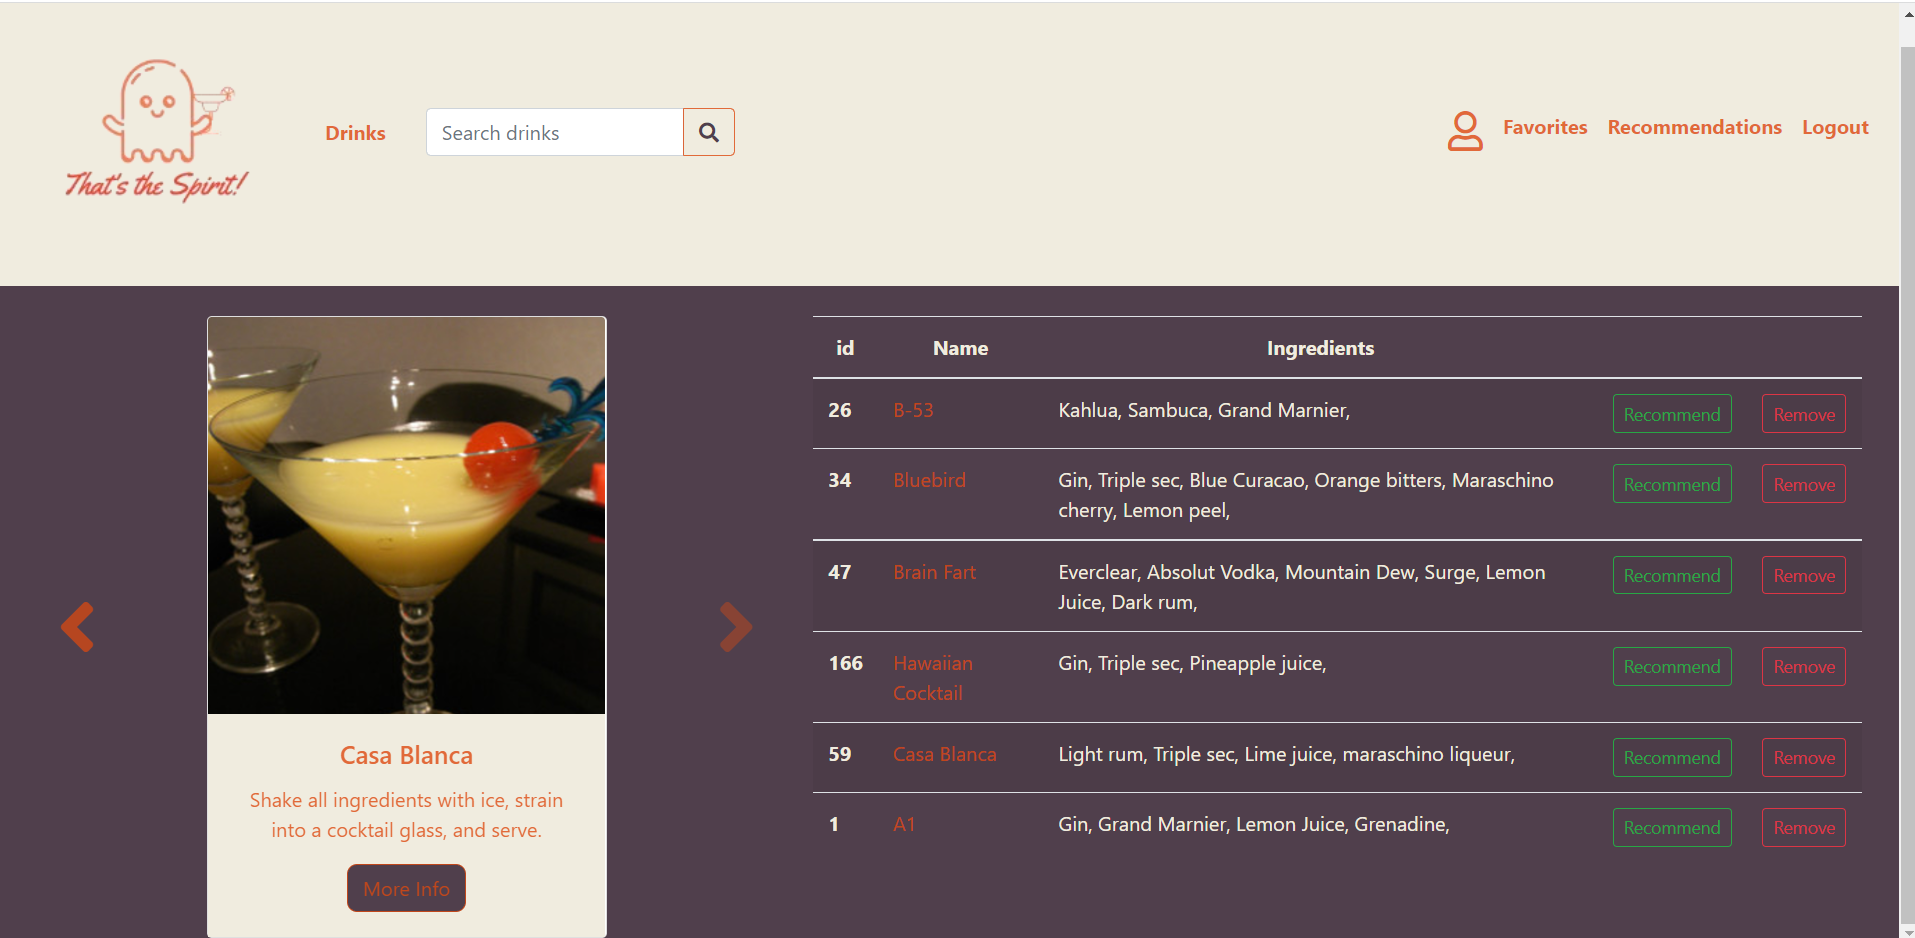 That's the Spirit!
Drinks
Search drinks
Favorites Recommendations Logout
Casa Blanca
Shake all ingredients with ice, strain
into a cocktail glass, and serve.
More Info
id Name Ingredients
26 B-53 Kahlua, Sambuca, Grand Marnier, Recommend Remove
34 Bluebird Gin, Triple sec, Blue Curacao, Orange bitters, Maraschino Recommend Remove
cherry, Lemon peel,
47 Brain Fart Everclear, Absolut Vodka, Mountain Dew, Surge, Lemon Recommend Remove
Juice, Dark rum,
166 Hawaiian Gin, Triple sec, Pineapple juice, Recommend Remove
Cocktail
59 Casa Blanca Light rum, Triple sec, Lime juice, maraschino liqueur, Recommend Remove
1 A1 Gin, Grand Marnier, Lemon Juice, Grenadine, Recommend Remove